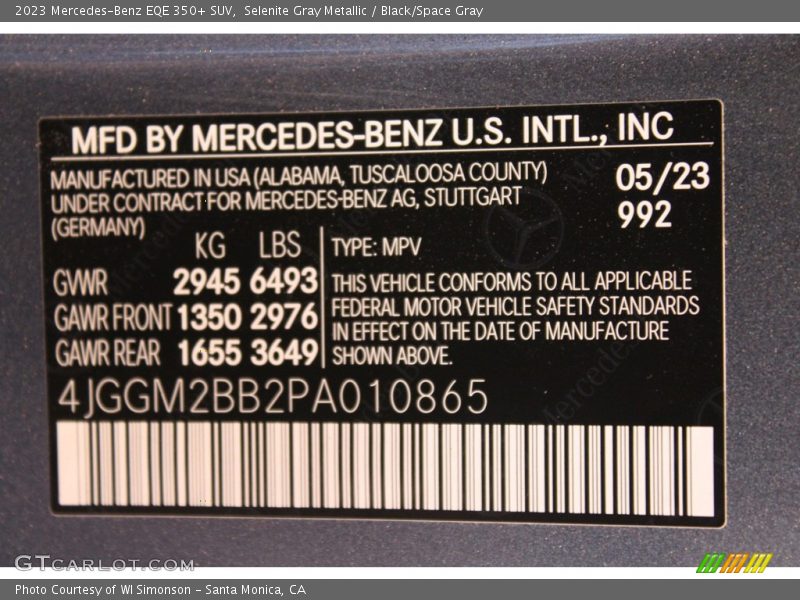 2023 Mercedes-Benz EQE 350+ SUV, Selenite Gray Metallic / Black/Space Gray
MFD BY MERCEDES-BENZ U.S. INTL., INC
MANUFACTURED IN USA (ALABAMA, TUSCALOOSA COUNTY)
UNDER CONTRACT FOR MERCEDES-BENZ AG, STUTTGART
(GERMANY)
05/23
992
KG LBS
GVWR 2945 6493
GAWR FRONT 1350 2976
GAWR REAR 1655 3649
TYPE: MPV
THIS VEHICLE CONFORMS TO ALL APPLICABLE
FEDERAL MOTOR VEHICLE SAFETY STANDARDS
IN EFFECT ON THE DATE OF MANUFACTURE
SHOWN ABOVE.
4JGGM2BB2PA010865
GTCARLOT.COM
Photo Courtesy of WI Simonson - Santa Monica, CA